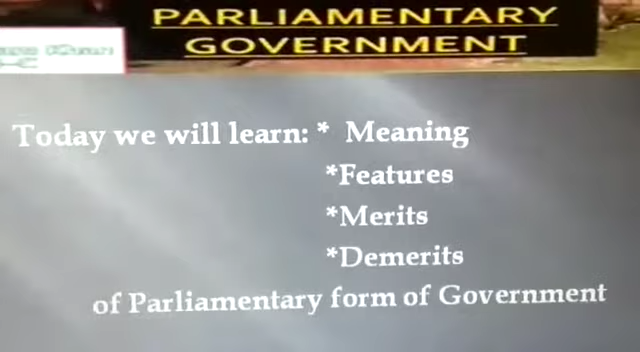 PARLIAMENTARY
GOVERNMENT
Today we will learn: * Meaning
*Features
*Merits
*Demerits
of Parliamentary form of Government